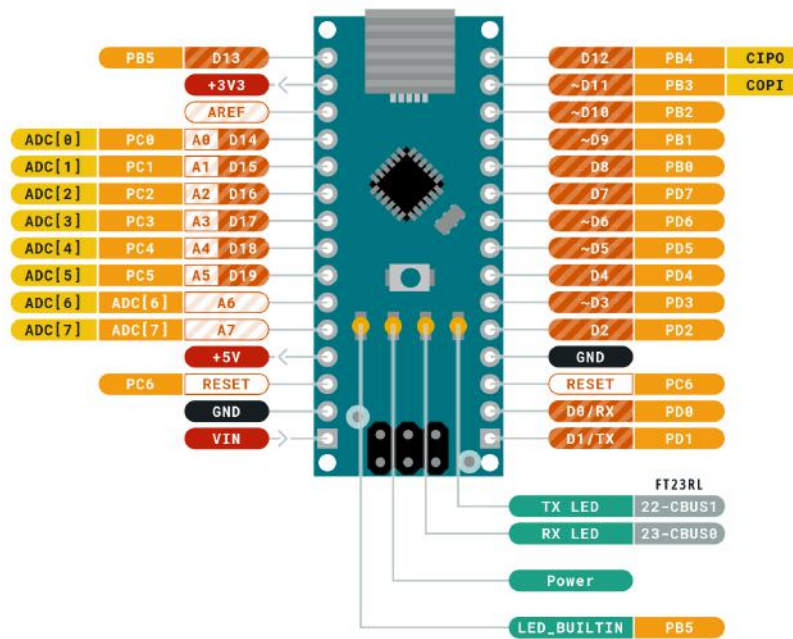 PB5 D13 D12 PB4 CIPO
+3V3 ~D11 PB3 COPI
AREF ~D10 PB2
ADC[0] PC0 A0 D14 ~D9 PB1
ADC[1] PC1 A1 D15 D8 PB0
ADC[2] PC2 A2 D16 D7 PD7
ADC[3] PC3 A3 D17 ~D6 PD6
ADC[4] PC4 A4 D18 ~D5 PD5
ADC[5] PC5 A5 D19 D4 PD4
ADC[6] ADC[6] A6 ~D3 PD3
ADC[7] ADC[7] A7 D2 PD2
+5V GND
PC6 RESET RESET PC6
GND D0/RX PD0
VIN D1/TX PD1
FT23RL
TX LED 22-CBUS1
RX LED 23-CBUS0
Power
LED_BUILTIN PB5